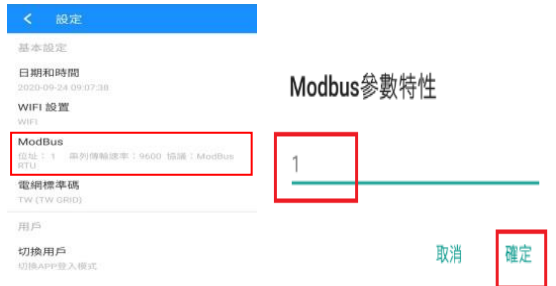 設定
基本設定
日期和時間
2020-09-24 09:07:38
WIFI 設置
WIFI
ModBus
位址：1 串列傳輸速率：9600 協議：ModBus
RTU
電網標準碼
TW (TW GRID)
用戶
切換用戶
切換APP登入模式
Modbus參數特性
1
取消
確定